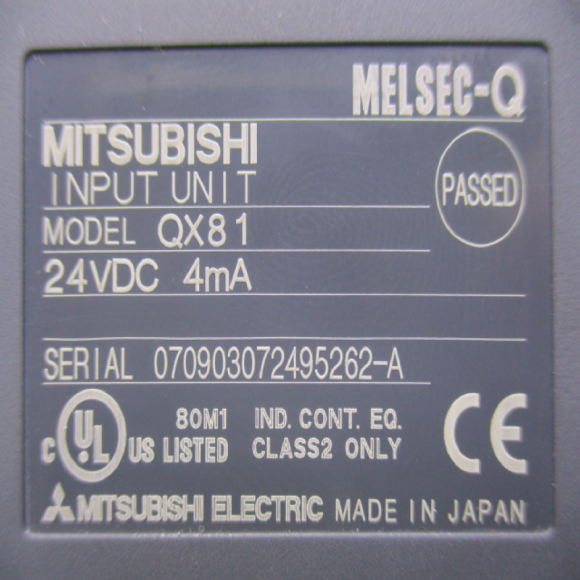 MELSEC-Q
MITSUBISHI
INPUT UNIT
PASSED
MODEL QX81
24VDC 4mA
SERIAL 070903072495262-A
C UL US LISTED
80M1 IND. CONT. EQ.
CLASS2 ONLY
CE
MITSUBISHI ELECTRIC MADE IN JAPAN